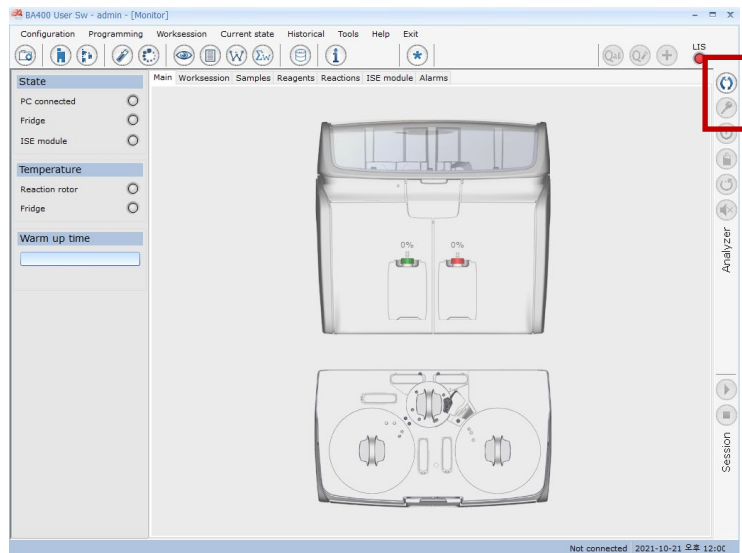 BA400 User Sw - admin - [Monitor]
Configuration Programming Worksession Current state Historical Tools Help Exit
LIS
Main Worksession Samples Reagents Reactions ISE module Alarms
State
PC connected
Fridge
ISE module
Temperature
Reaction rotor
Fridge
Warm up time
0% 0%
Analyzer
Session
Not connected 2021-10-21 오후 12:00